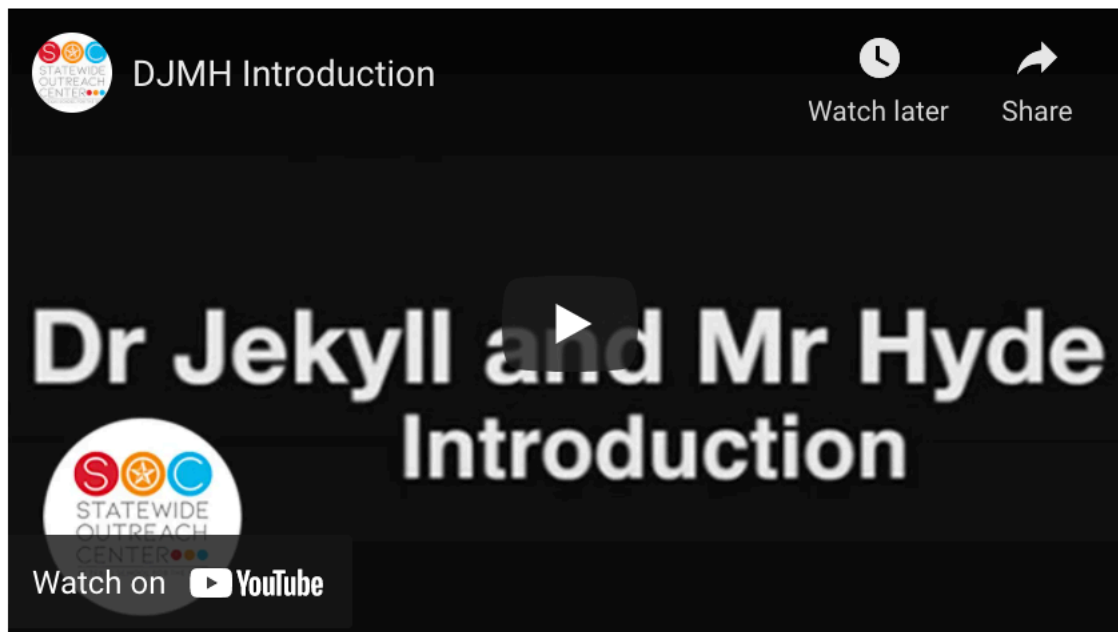 SOC
STATEWIDE
OUTREACH
CENTER
DJMH Introduction
Watch later
Share
Dr Jekyll and Mr Hyde
Introduction
SOC
STATEWIDE
OUTREACH
CENTER
Watch on YouTube